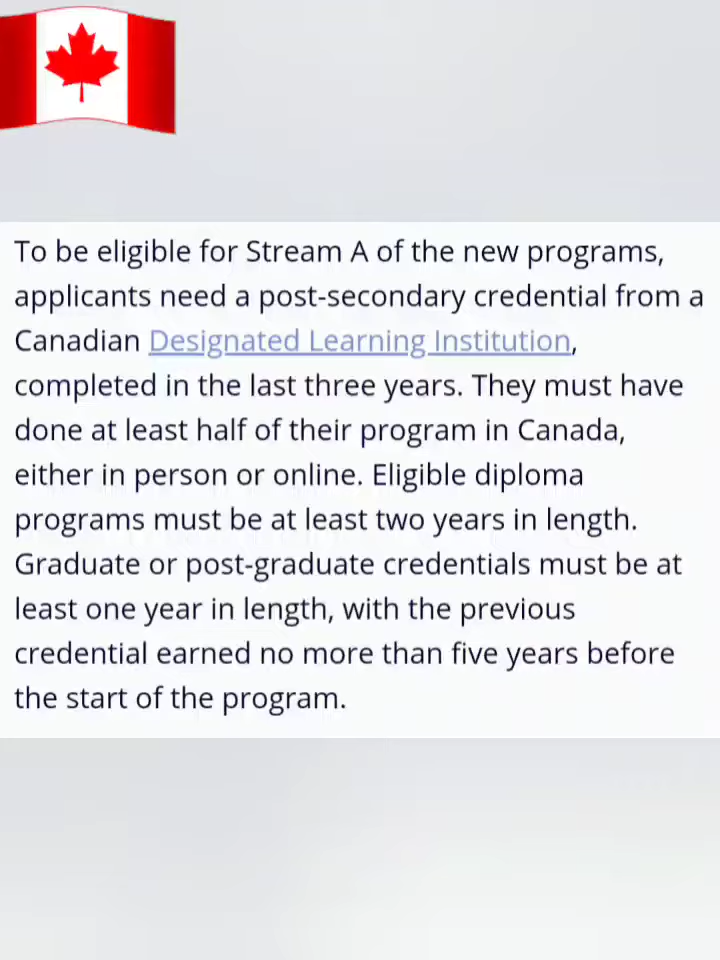 To be eligible for Stream A of the new programs,
applicants need a post-secondary credential from a
Canadian Designated Learning Institution,
completed in the last three years. They must have
done at least half of their program in Canada,
either in person or online. Eligible diploma
programs must be at least two years in length.
Graduate or post-graduate credentials must be at
least one year in length, with the previous
credential earned no more than five years before
the start of the program.